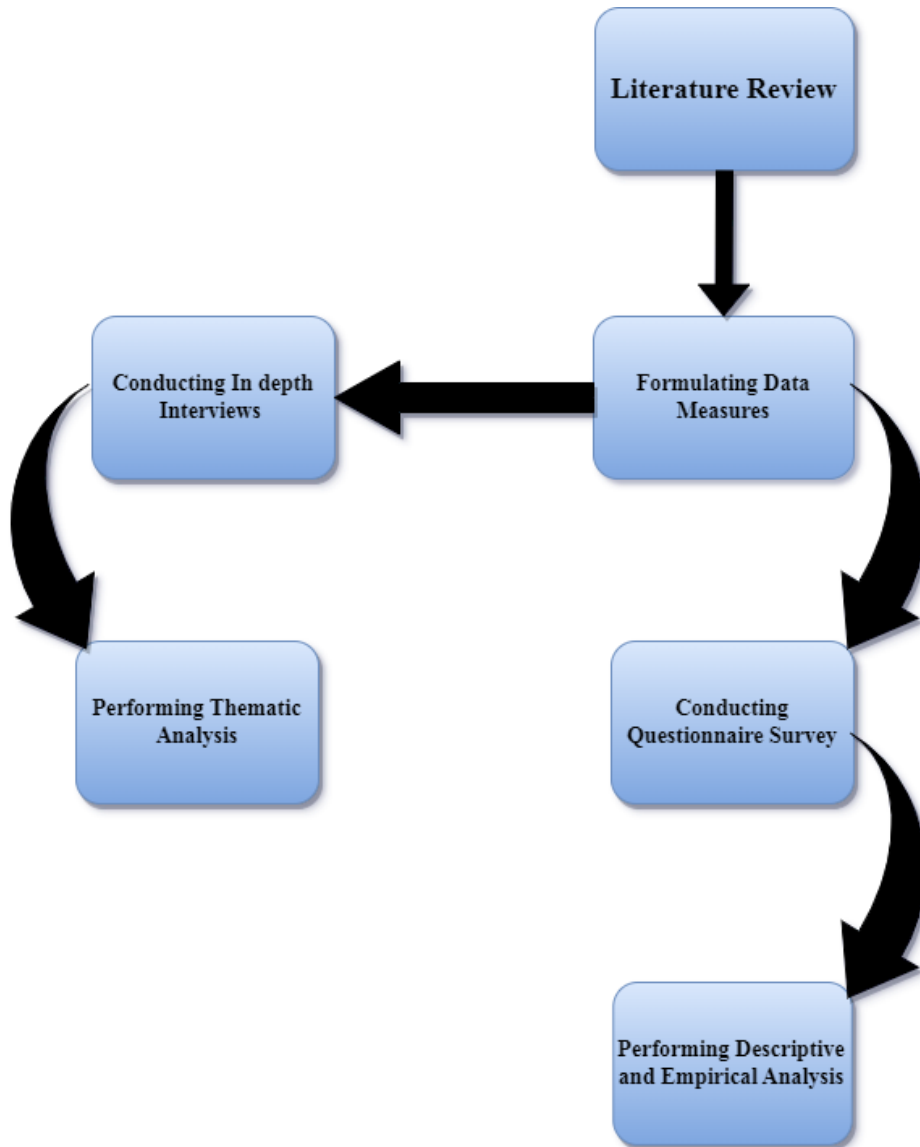 Literature Review
Conducting In depth
Interviews
Formulating Data
Measures
Performing Thematic
Analysis
Conducting
Questionnaire Survey
Performing Descriptive
and Empirical Analysis